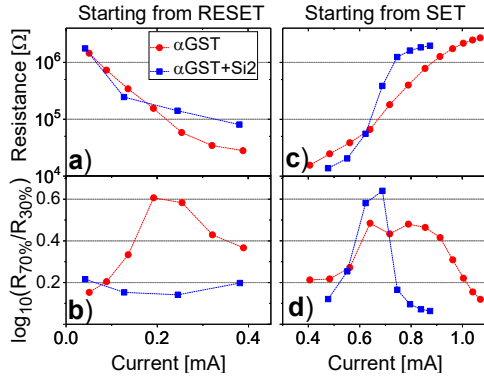 Starting from RESET
Starting from SET
Resistance [Ω]
10⁶
10⁵
10⁴
αGST
αGST+Si2
a)
c)
log₁₀(R₇₀%/R₃₀%)
0.6
0.4
0.2
b)
d)
0.0 0.2 0.4
0.4 0.6 0.8 1.0
Current [mA]
Current [mA]